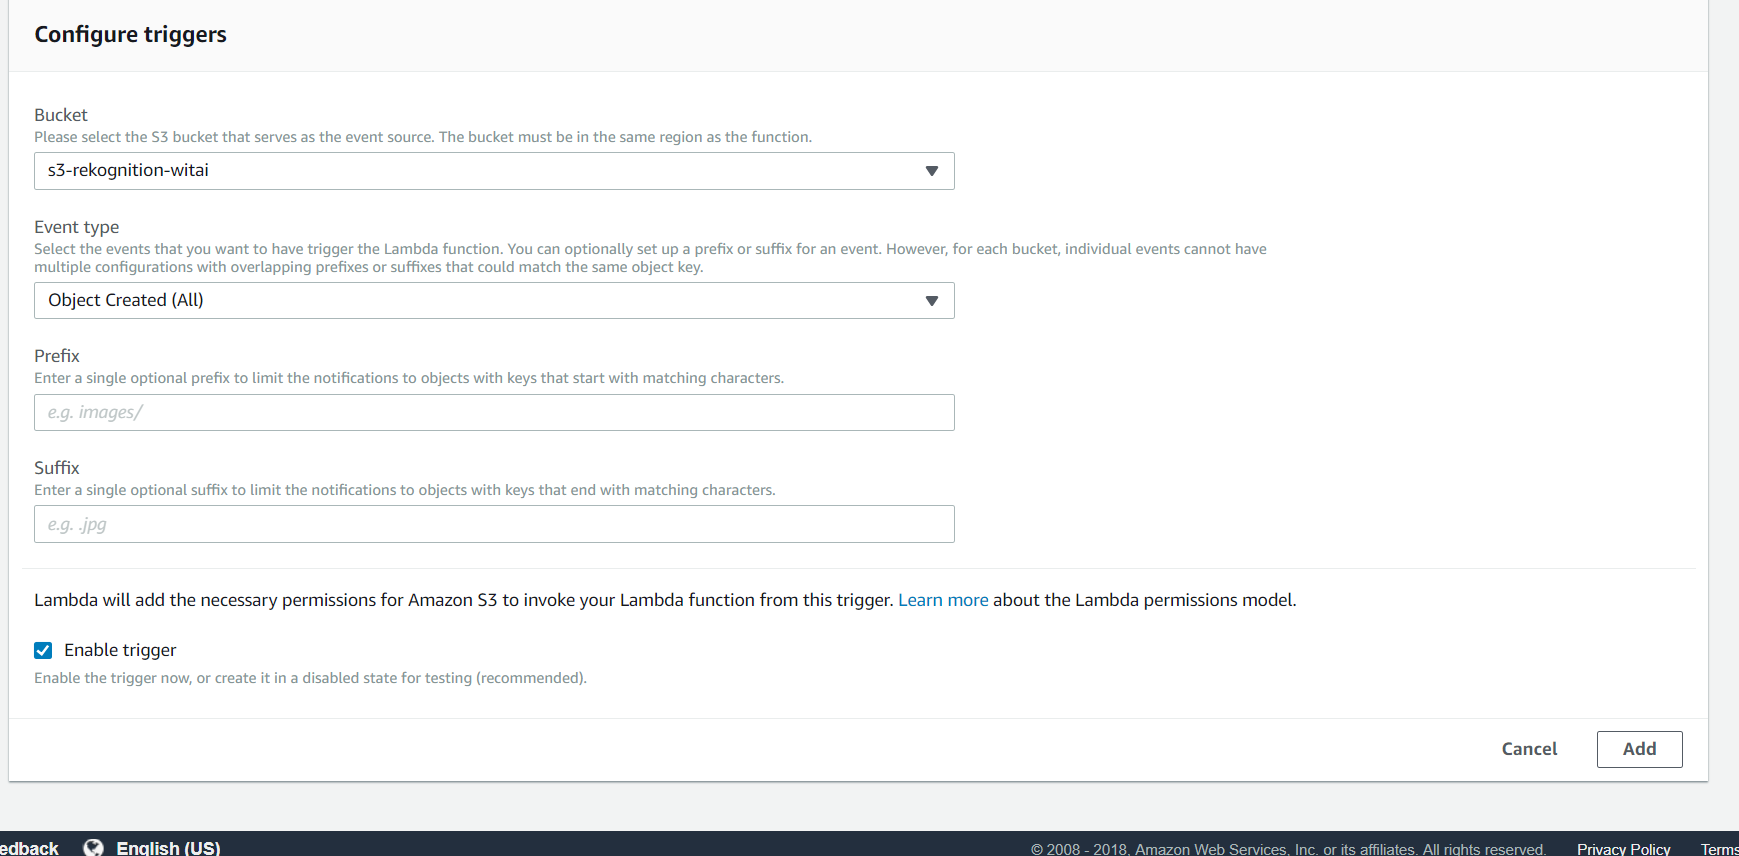 Configure triggers
Bucket
Please select the S3 bucket that serves as the event source. The bucket must be in the same region as the function.
s3-rekognition-witai
Event type
Select the events that you want to have trigger the Lambda function. You can optionally set up a prefix or suffix for an event. However, for each bucket, individual events cannot have
multiple configurations with overlapping prefixes or suffixes that could match the same object key.
Object Created (All)
Prefix
Enter a single optional prefix to limit the notifications to objects with keys that start with matching characters.
e.g. images/
Suffix
Enter a single optional suffix to limit the notifications to objects with keys that end with matching characters.
e.g. .jpg
Lambda will add the necessary permissions for Amazon S3 to invoke your Lambda function from this trigger. Learn more about the Lambda permissions model.
Enable trigger
Enable the trigger now, or create it in a disabled state for testing (recommended).
Cancel Add
edback English (US) © 2008 - 2018, Amazon Web Services, Inc. or its affiliates. All rights reserved. Privacy Policy Terms